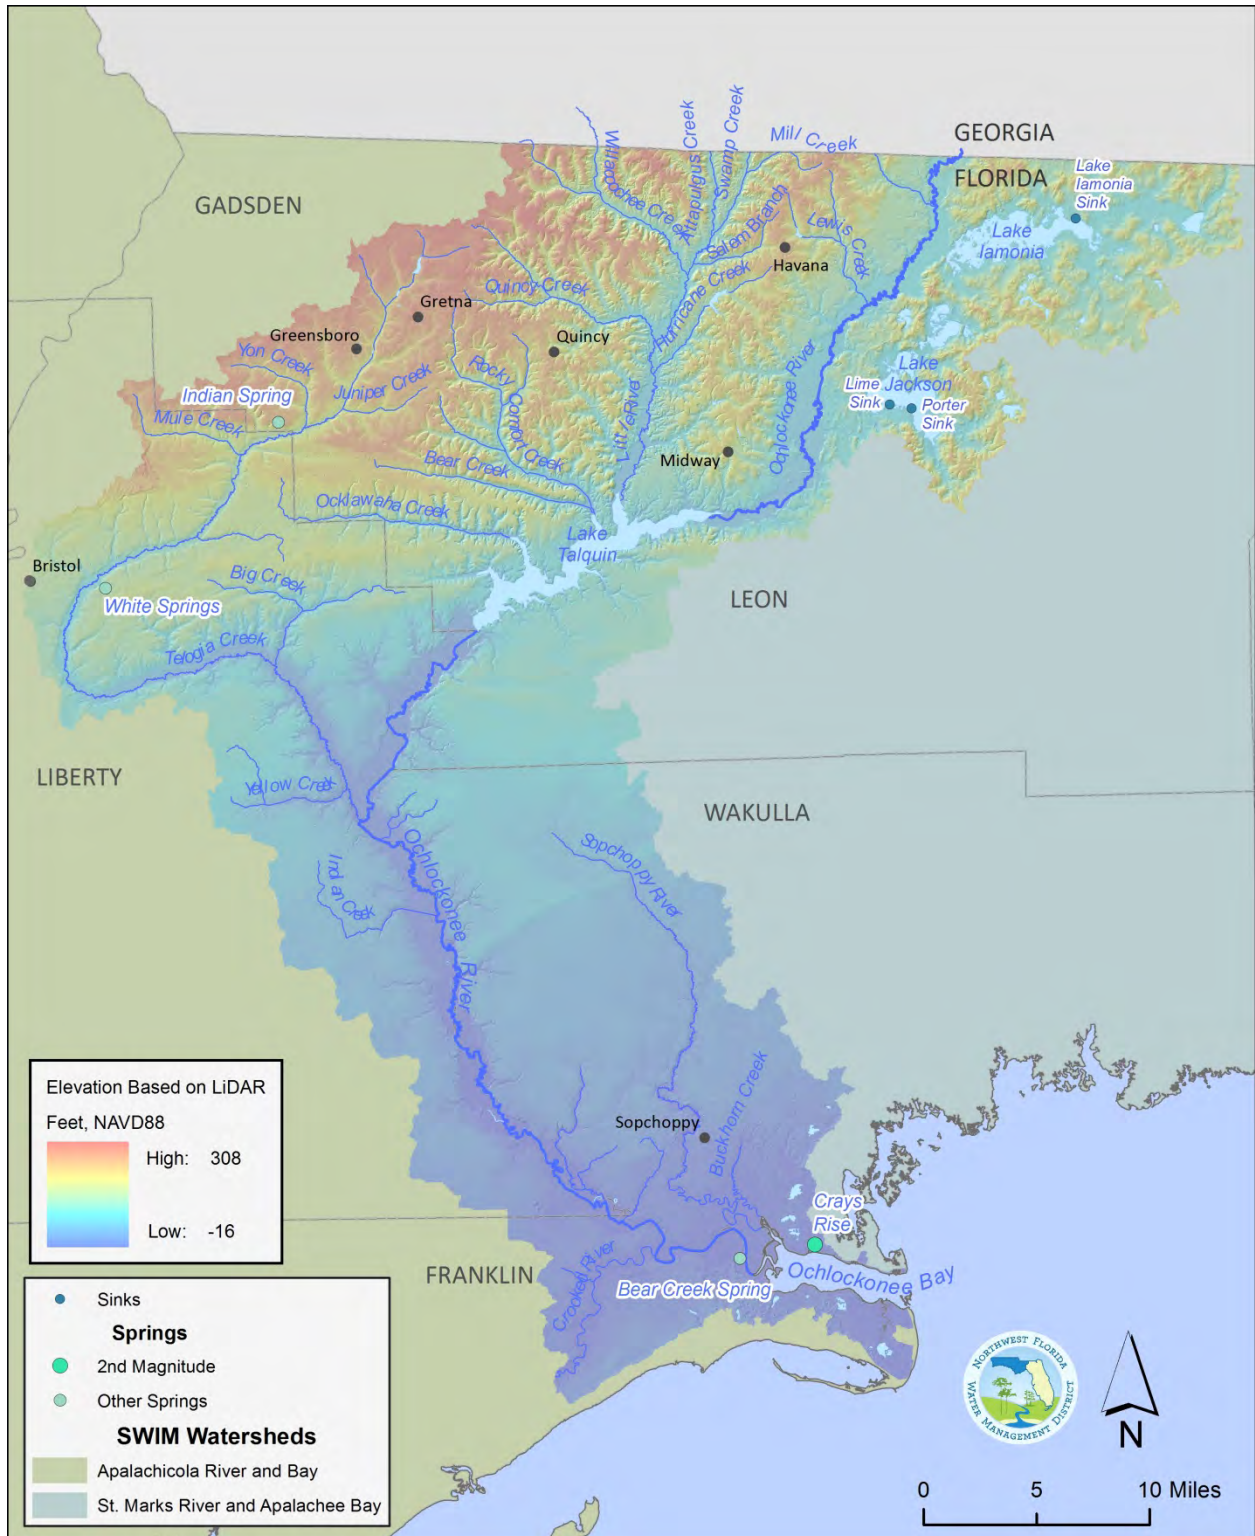 GEORGIA
FLORIDA
GADSDEN
Willacoochee Creek
Attapulgus Creek
Swamp Creek
Mill Creek
Lake
Iamonia
Sink
Lake
Iamonia
Salem Branch
Lewis Creek
Havana
Hurricane Creek
Quincy Creek
Gretna
Greensboro
Quincy
Yon Creek
Rocky Comfort Creek
Juniper Creek
Indian Spring
Mule Creek
Little River
Ochlockonee River
Lake
Jackson
Lime
Sink
Porter
Sink
Midway
Bear Creek
Ocklawaha Creek
Lake
Talquin
Bristol
Big Creek
White Springs
LEON
Telogia Creek
LIBERTY
Yellow Creek
WAKULLA
Ochlockonee River
Sopchoppy River
Indian Creek
Sopchoppy
Buckhorn Creek
Crays
Rise
FRANKLIN
Crooked River
Bear Creek Spring
Ochlockonee Bay
Elevation Based on LiDAR
Feet, NAVD88
High: 308
Low: -16
Sinks
Springs
2nd Magnitude
Other Springs
SWIM Watersheds
Apalachicola River and Bay
St. Marks River and Apalachee Bay
NORTHWEST FLORIDA
WATER MANAGEMENT DISTRICT
N
0 5 10 Miles